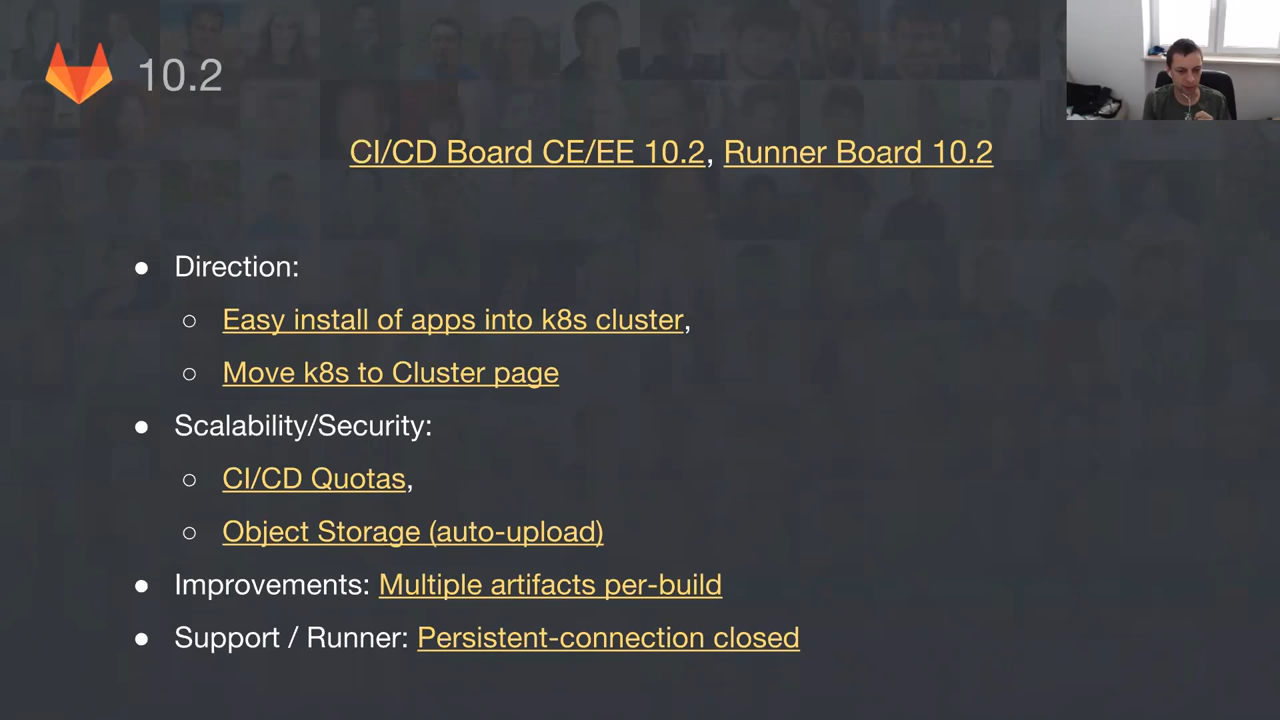 10.2
CI/CD Board CE/EE 10.2, Runner Board 10.2
● Direction:
○ Easy install of apps into k8s cluster,
○ Move k8s to Cluster page
● Scalability/Security:
○ CI/CD Quotas,
○ Object Storage (auto-upload)
● Improvements: Multiple artifacts per-build
● Support / Runner: Persistent-connection closed